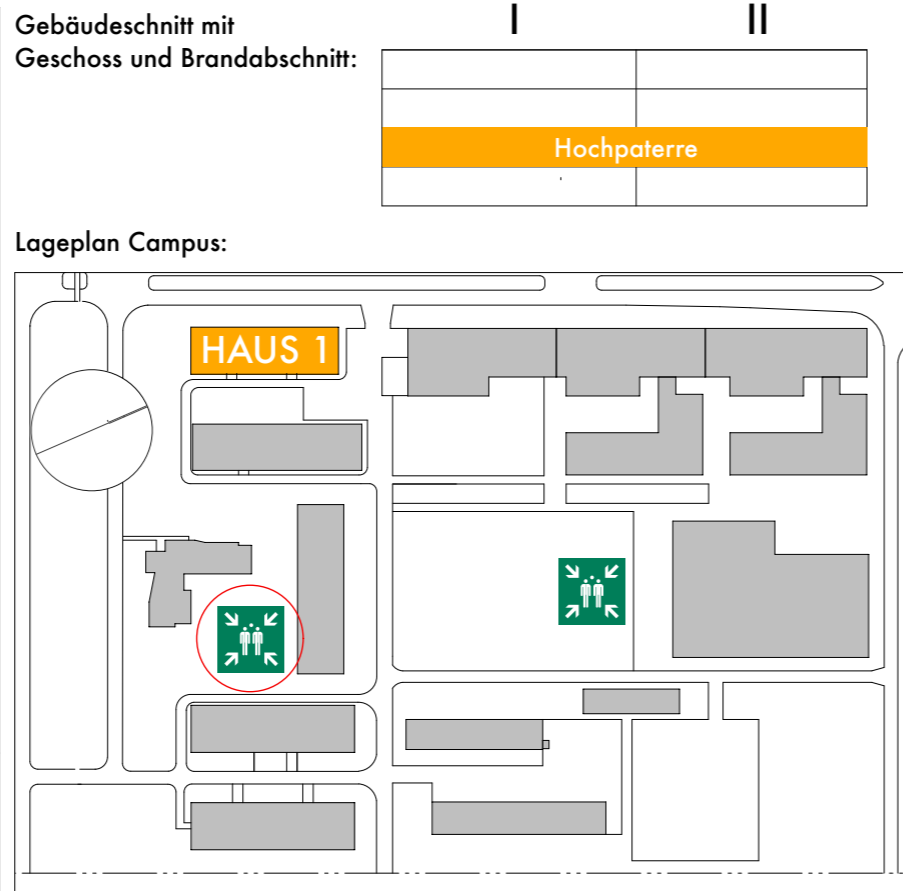 Gebäudeschnitt mit
Geschoss und Brandabschnitt:
I II
Hochpaterre
Lageplan Campus:
HAUS 1